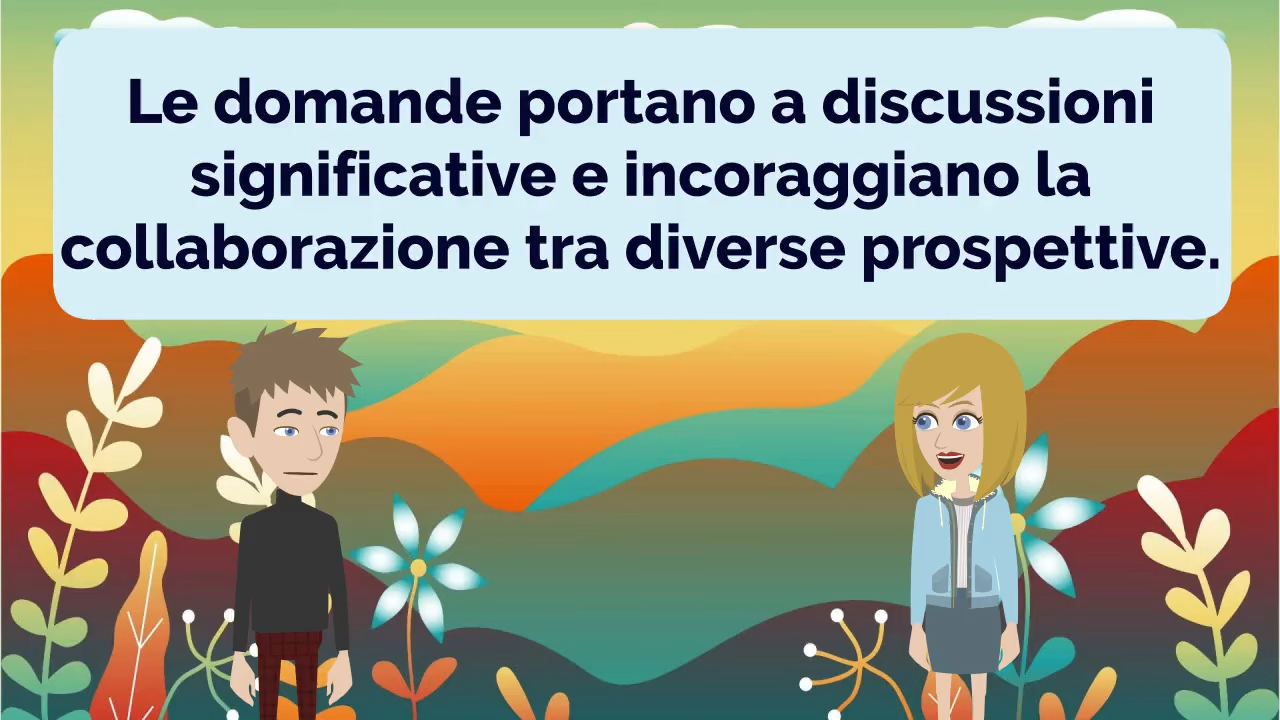 Le domande portano a discussioni
significative e incoraggiano la
collaborazione tra diverse prospettive.